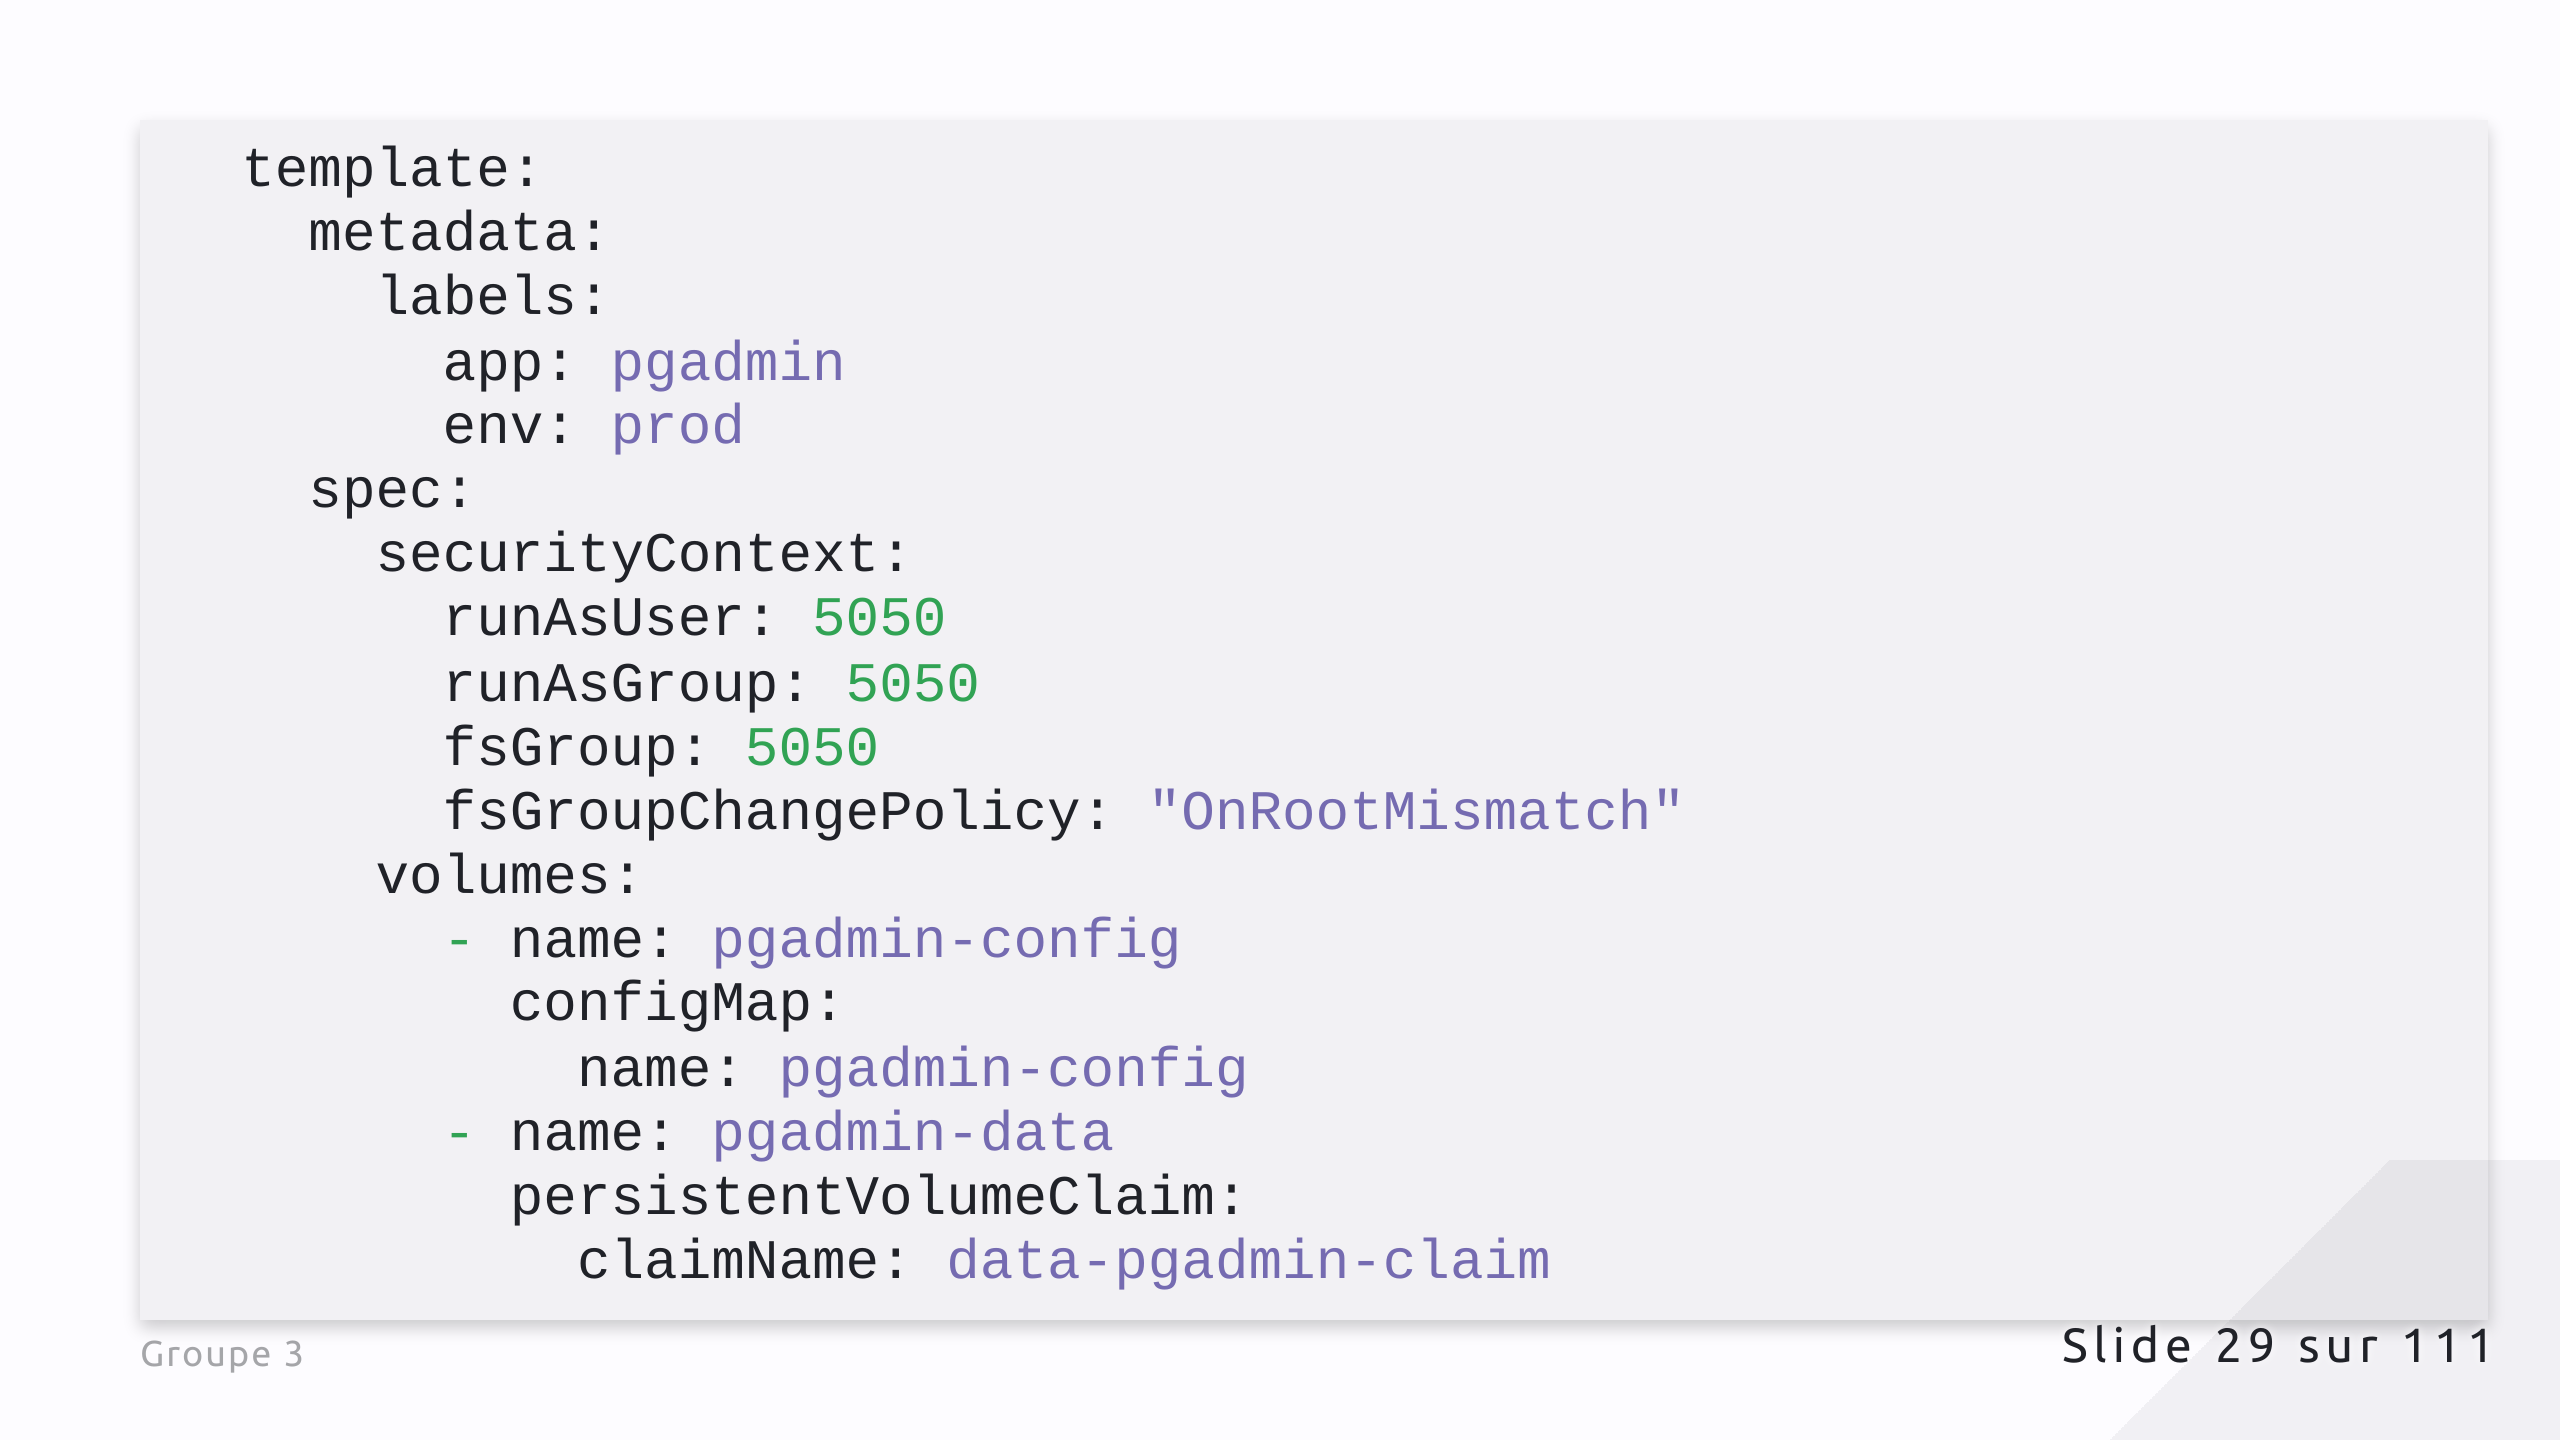 template:
  metadata:
    labels:
      app: pgadmin
      env: prod
  spec:
    securityContext:
      runAsUser: 5050
      runAsGroup: 5050
      fsGroup: 5050
      fsGroupChangePolicy: "OnRootMismatch"
    volumes:
      - name: pgadmin-config
        configMap:
          name: pgadmin-config
      - name: pgadmin-data
        persistentVolumeClaim:
          claimName: data-pgadmin-claim
Groupe 3
Slide 29 sur 111